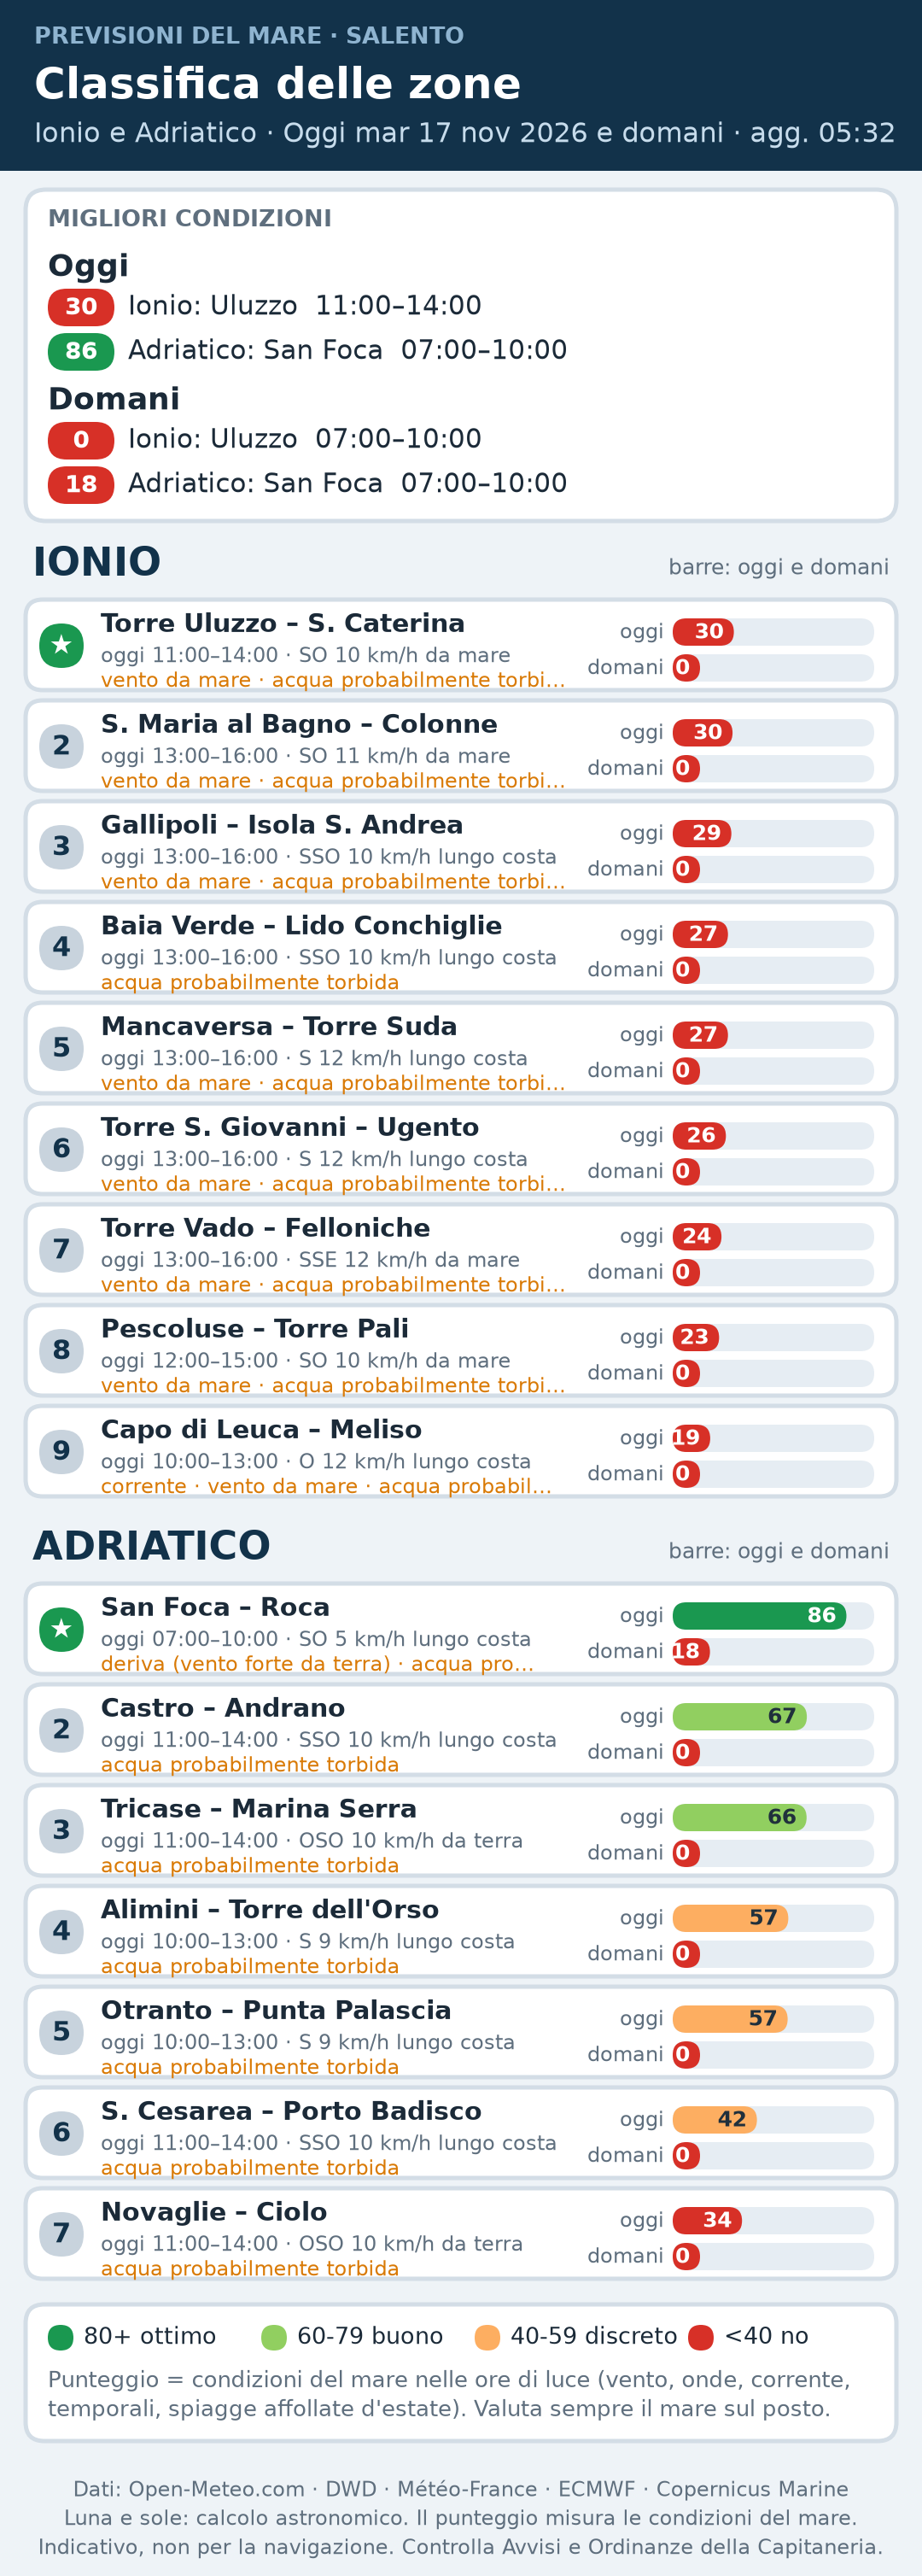 PREVISIONI DEL MARE · SALENTO
Classifica delle zone
Ionio e Adriatico · Oggi mar 17 nov 2026 e domani · agg. 05:32
MIGLIORI CONDIZIONI
Oggi
30 Ionio: Uluzzo 11:00–14:00
86 Adriatico: San Foca 07:00–10:00
Domani
0 Ionio: Uluzzo 07:00–10:00
18 Adriatico: San Foca 07:00–10:00
IONIO barre: oggi e domani
★ Torre Uluzzo – S. Caterina oggi 30
oggi 11:00–14:00 · SO 10 km/h da mare
vento da mare · acqua probabilmente torbi… domani 0
2 S. Maria al Bagno – Colonne oggi 30
oggi 13:00–16:00 · SO 11 km/h da mare
vento da mare · acqua probabilmente torbi… domani 0
3 Gallipoli – Isola S. Andrea oggi 29
oggi 13:00–16:00 · SSO 10 km/h lungo costa
vento da mare · acqua probabilmente torbi… domani 0
4 Baia Verde – Lido Conchiglie oggi 27
oggi 13:00–16:00 · SSO 10 km/h lungo costa
acqua probabilmente torbida domani 0
5 Mancaversa – Torre Suda oggi 27
oggi 13:00–16:00 · S 12 km/h lungo costa
vento da mare · acqua probabilmente torbi… domani 0
6 Torre S. Giovanni – Ugento oggi 26
oggi 13:00–16:00 · S 12 km/h lungo costa
vento da mare · acqua probabilmente torbi… domani 0
7 Torre Vado – Felloniche oggi 24
oggi 13:00–16:00 · SSE 12 km/h da mare
vento da mare · acqua probabilmente torbi… domani 0
8 Pescoluse – Torre Pali oggi 23
oggi 12:00–15:00 · SO 10 km/h da mare
vento da mare · acqua probabilmente torbi… domani 0
9 Capo di Leuca – Meliso oggi 19
oggi 10:00–13:00 · O 12 km/h lungo costa
corrente · vento da mare · acqua probabil… domani 0
ADRIATICO barre: oggi e domani
★ San Foca – Roca oggi 86
oggi 07:00–10:00 · SO 5 km/h lungo costa
deriva (vento forte da terra) · acqua pro… domani 18
2 Castro – Andrano oggi 67
oggi 11:00–14:00 · SSO 10 km/h lungo costa
acqua probabilmente torbida domani 0
3 Tricase – Marina Serra oggi 66
oggi 11:00–14:00 · OSO 10 km/h da terra
acqua probabilmente torbida domani 0
4 Alimini – Torre dell'Orso oggi 57
oggi 10:00–13:00 · S 9 km/h lungo costa
acqua probabilmente torbida domani 0
5 Otranto – Punta Palascia oggi 57
oggi 10:00–13:00 · S 9 km/h lungo costa
acqua probabilmente torbida domani 0
6 S. Cesarea – Porto Badisco oggi 42
oggi 11:00–14:00 · SSO 10 km/h lungo costa
acqua probabilmente torbida domani 0
7 Novaglie – Ciolo oggi 34
oggi 11:00–14:00 · OSO 10 km/h da terra
acqua probabilmente torbida domani 0
80+ ottimo 60-79 buono 40-59 discreto <40 no
Punteggio = condizioni del mare nelle ore di luce (vento, onde, corrente,
temporali, spiagge affollate d'estate). Valuta sempre il mare sul posto.
Dati: Open-Meteo.com · DWD · Météo-France · ECMWF · Copernicus Marine
Luna e sole: calcolo astronomico. Il punteggio misura le condizioni del mare.
Indicativo, non per la navigazione. Controlla Avvisi e Ordinanze della Capitaneria.